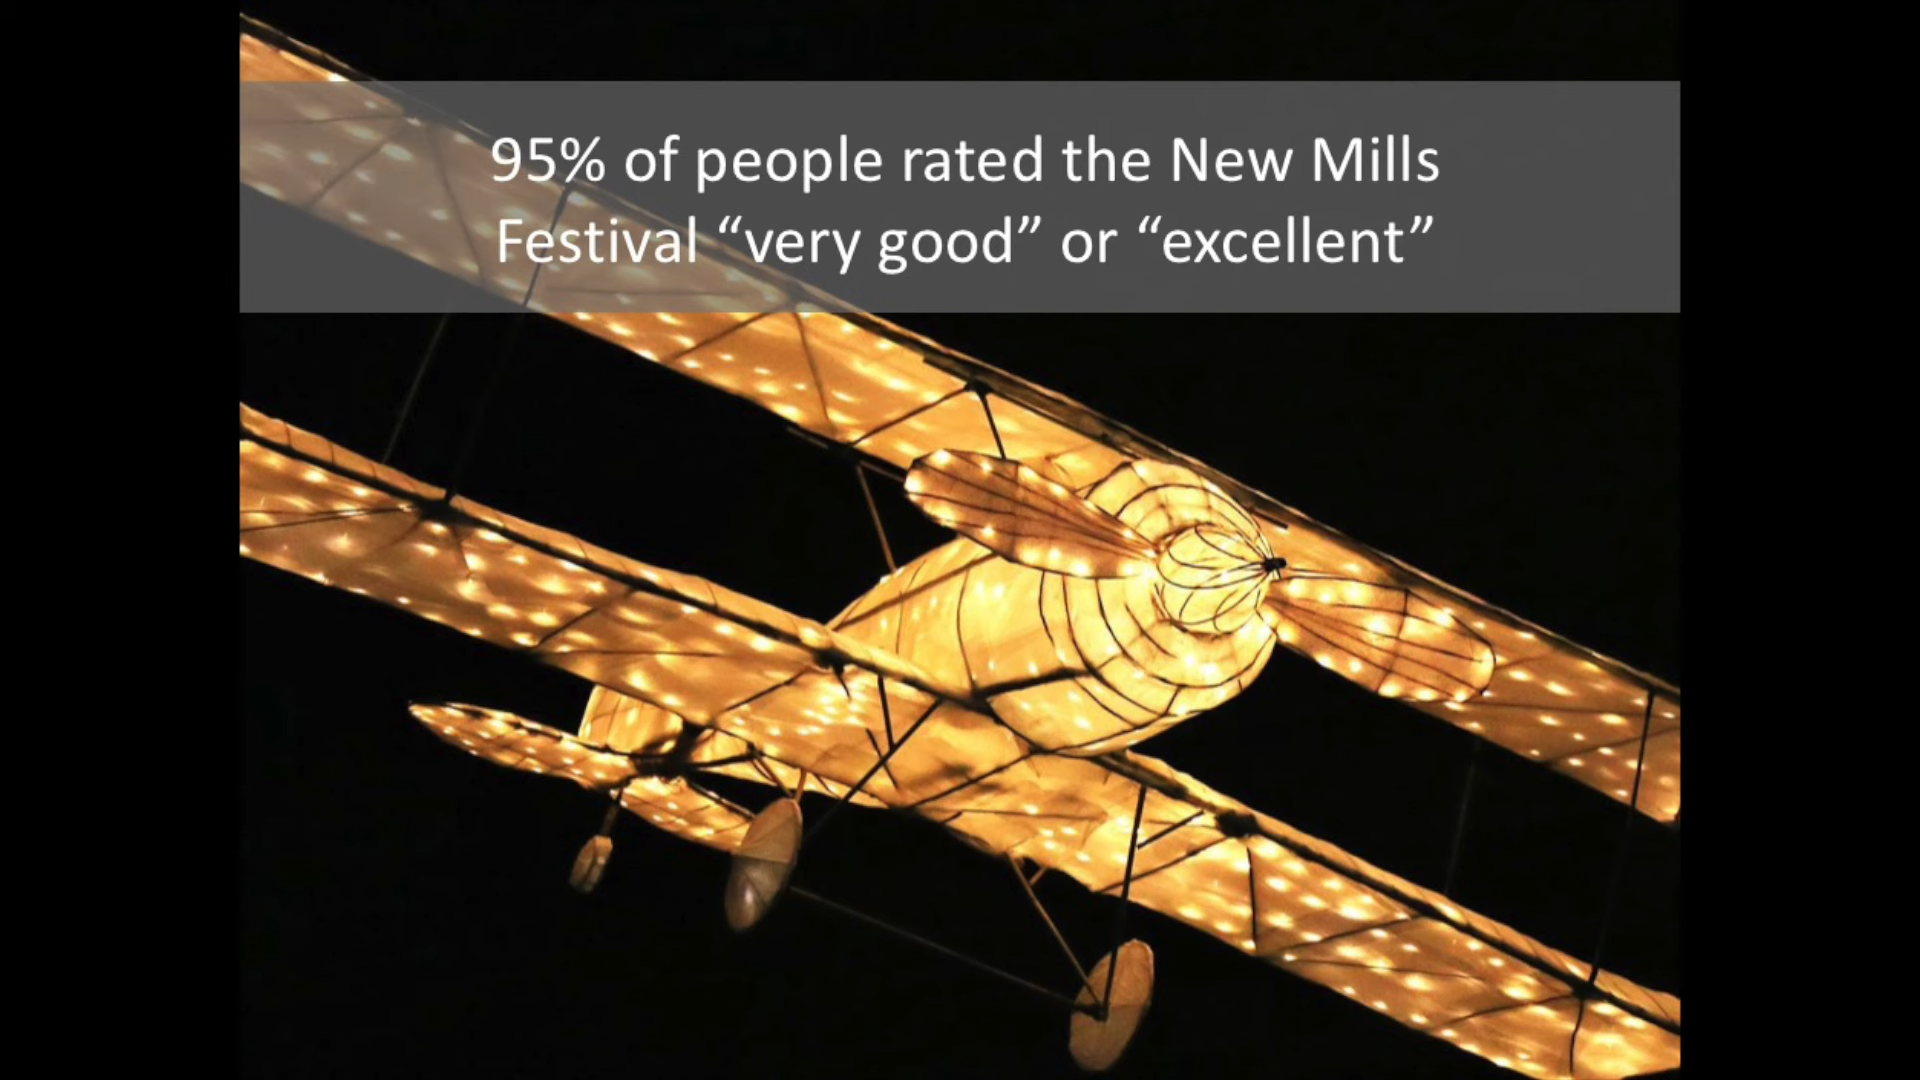 95% of people rated the New Mills
Festival “very good” or “excellent”